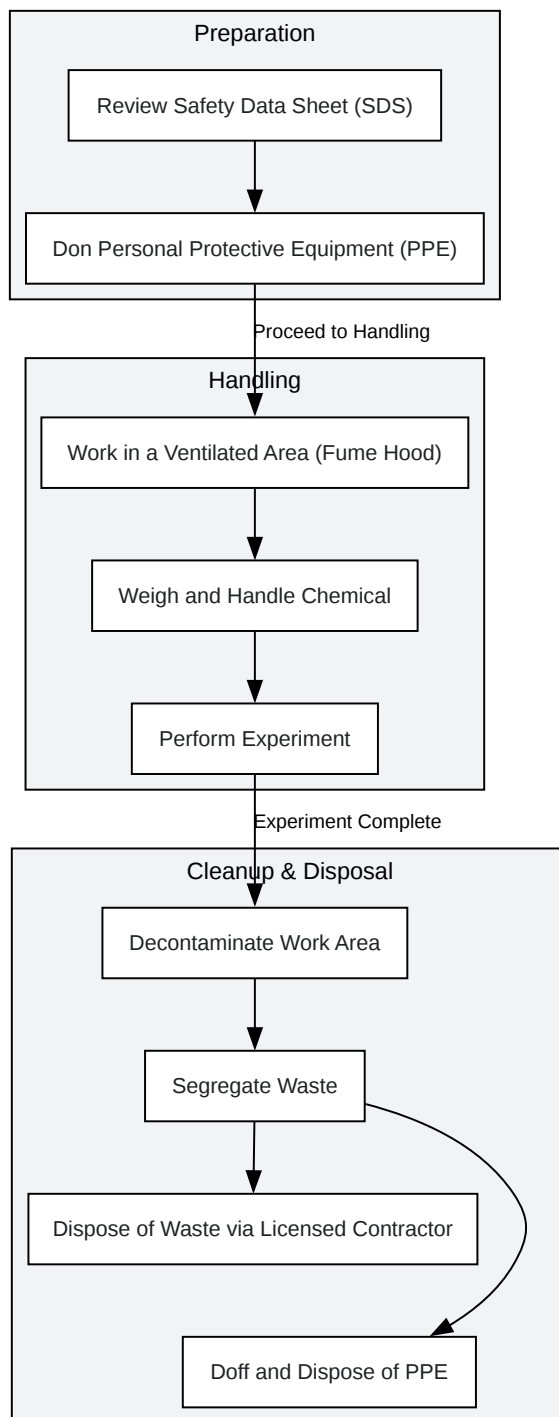 Preparation
Review Safety Data Sheet (SDS)
Don Personal Protective Equipment (PPE)
Proceed to Handling
Handling
Work in a Ventilated Area (Fume Hood)
Weigh and Handle Chemical
Perform Experiment
Experiment Complete
Cleanup & Disposal
Decontaminate Work Area
Segregate Waste
Dispose of Waste via Licensed Contractor
Doff and Dispose of PPE